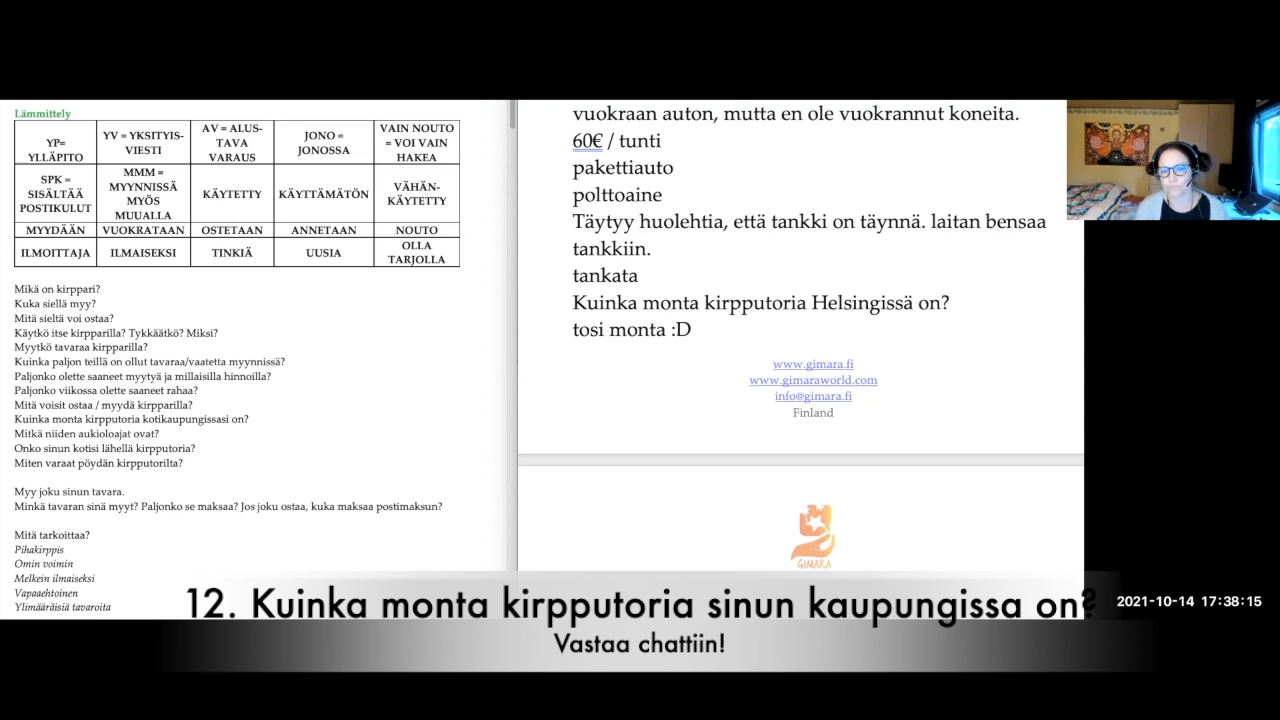 Lämmittely
YP=
YLLÄPITO
YV = YKSITYIS-
VIESTI
AV = ALUS-
TAVA
VARAUS
JONO =
JONOSSA
VAIN NOUTO
= VOI VAIN
HAKEA
SPK =
SISÄLTÄÄ
POSTIKULUT
MMM =
MYYNNISSÄ
MYÖS
MUUALLA
KÄYTETTY
KÄYTTÄMÄTÖN
VÄHÄN-
KÄYTETTY
MYYDÄÄN
VUOKRATAAN
OSTETAAN
ANNETAAN
NOUTO
ILMOITTAJA
ILMAISEKSI
TINKIÄ
UUSIA
OLLA
TARJOLLA
Mikä on kirppari?
Kuka siellä myy?
Mitä sieltä voi ostaa?
Käytkö itse kirpparilla? Tykkäätkö? Miksi?
Myytkö tavaraa kirpparilla?
Kuinka paljon teillä on ollut tavaraa/vaatetta myynnissä?
Paljonko olette saaneet myytyä ja millaisilla hinnoilla?
Paljonko viikossa olette saaneet rahaa?
Mitä voisit ostaa / myydä kirpparilla?
Kuinka monta kirpputoria kotikaupungissasi on?
Mitkä niiden aukioloajat ovat?
Onko sinun kotisi lähellä kirpputoria?
Miten varaat pöydän kirpputorilta?
Myy joku sinun tavara.
Minkä tavaran sinä myyt? Paljonko se maksaa? Jos joku ostaa, kuka maksaa postimaksun?
Mitä tarkoittaa?
Pihakirppis
Omin voimin
Melkein ilmaiseksi
Vapaaehtoinen
Ylimääräisiä tavaroita
vuokraan auton, mutta en ole vuokrannut koneita.
60€ / tunti
pakettiauto
polttoaine
Täytyy huolehtia, että tankki on täynnä. laitan bensaa
tankkiin.
tankata
Kuinka monta kirpputoria Helsingissä on?
tosi monta :D
www.gimara.fi
www.gimaraworld.com
info@gimara.fi
Finland
GIMARA
12. Kuinka monta kirpputoria sinun kaupungissa on?
Vastaa chattiin!
2021-10-14 17:38:15